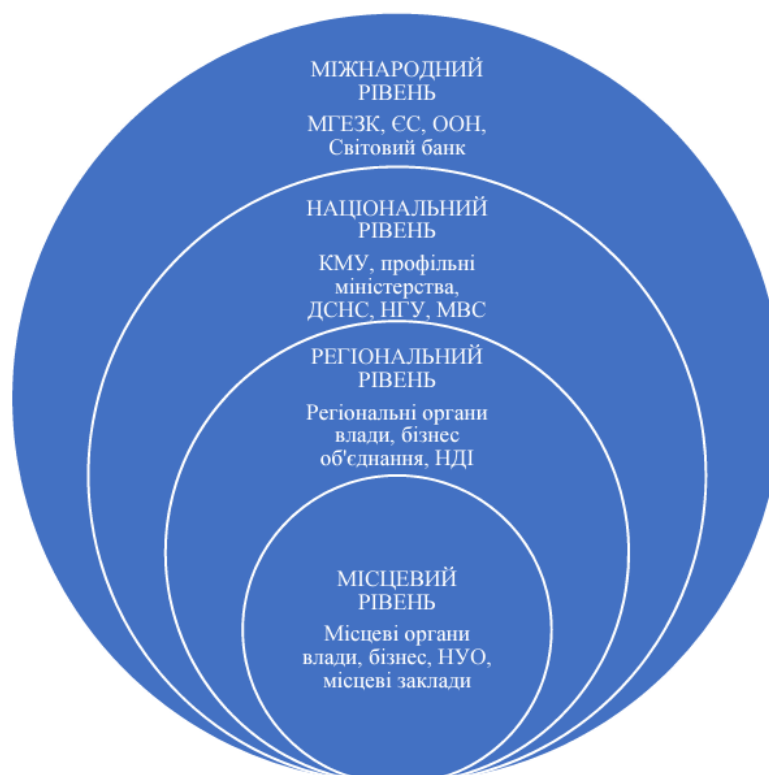 МІЖНАРОДНИЙ
РІВЕНЬ
МГЕЗК, ЄС, ООН,
Світовий банк
НАЦІОНАЛЬНИЙ
РІВЕНЬ
КМУ, профільні
міністерства,
ДСНС, НГУ, МВС
РЕГІОНАЛЬНИЙ
РІВЕНЬ
Регіональні органи
влади, бізнес
об'єднання, НДІ
МІСЦЕВИЙ
РІВЕНЬ
Місцеві органи
влади, бізнес, НУО,
місцеві заклади